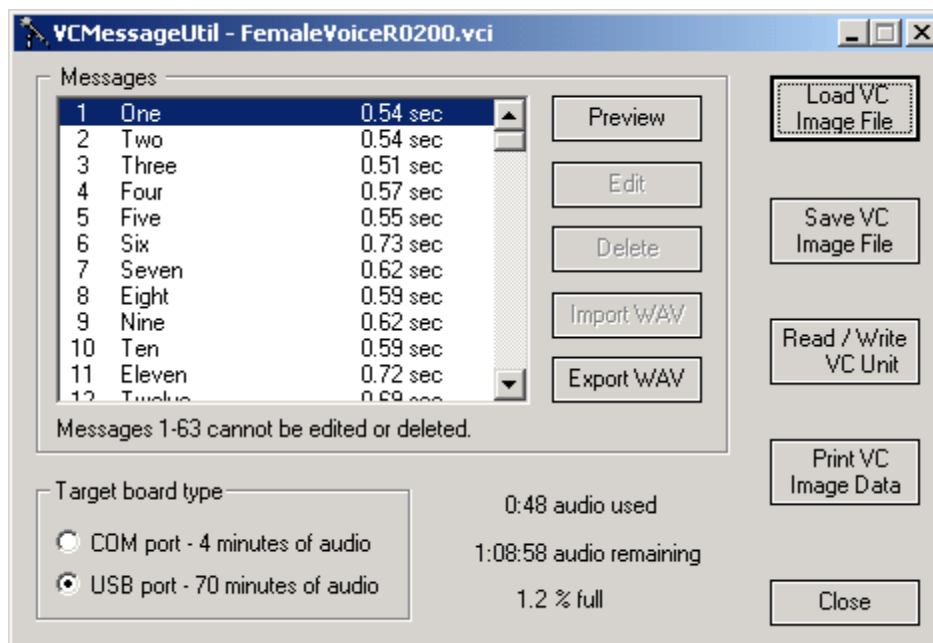 VCMessageUtil - FemaleVoiceR0200.vci
Messages
1 One 0.54 sec
2 Two 0.54 sec
3 Three 0.51 sec
4 Four 0.57 sec
5 Five 0.55 sec
6 Six 0.73 sec
7 Seven 0.62 sec
8 Eight 0.59 sec
9 Nine 0.62 sec
10 Ten 0.59 sec
11 Eleven 0.72 sec
12 Twelve 0.69 sec
Messages 1-63 cannot be edited or deleted.
Preview
Edit
Delete
Import WAV
Export WAV
Load VC
Image File
Save VC
Image File
Read / Write
VC Unit
Print VC
Image Data
Close
Target board type
COM port - 4 minutes of audio
USB port - 70 minutes of audio
0:48 audio used
1:08:58 audio remaining
1.2 % full